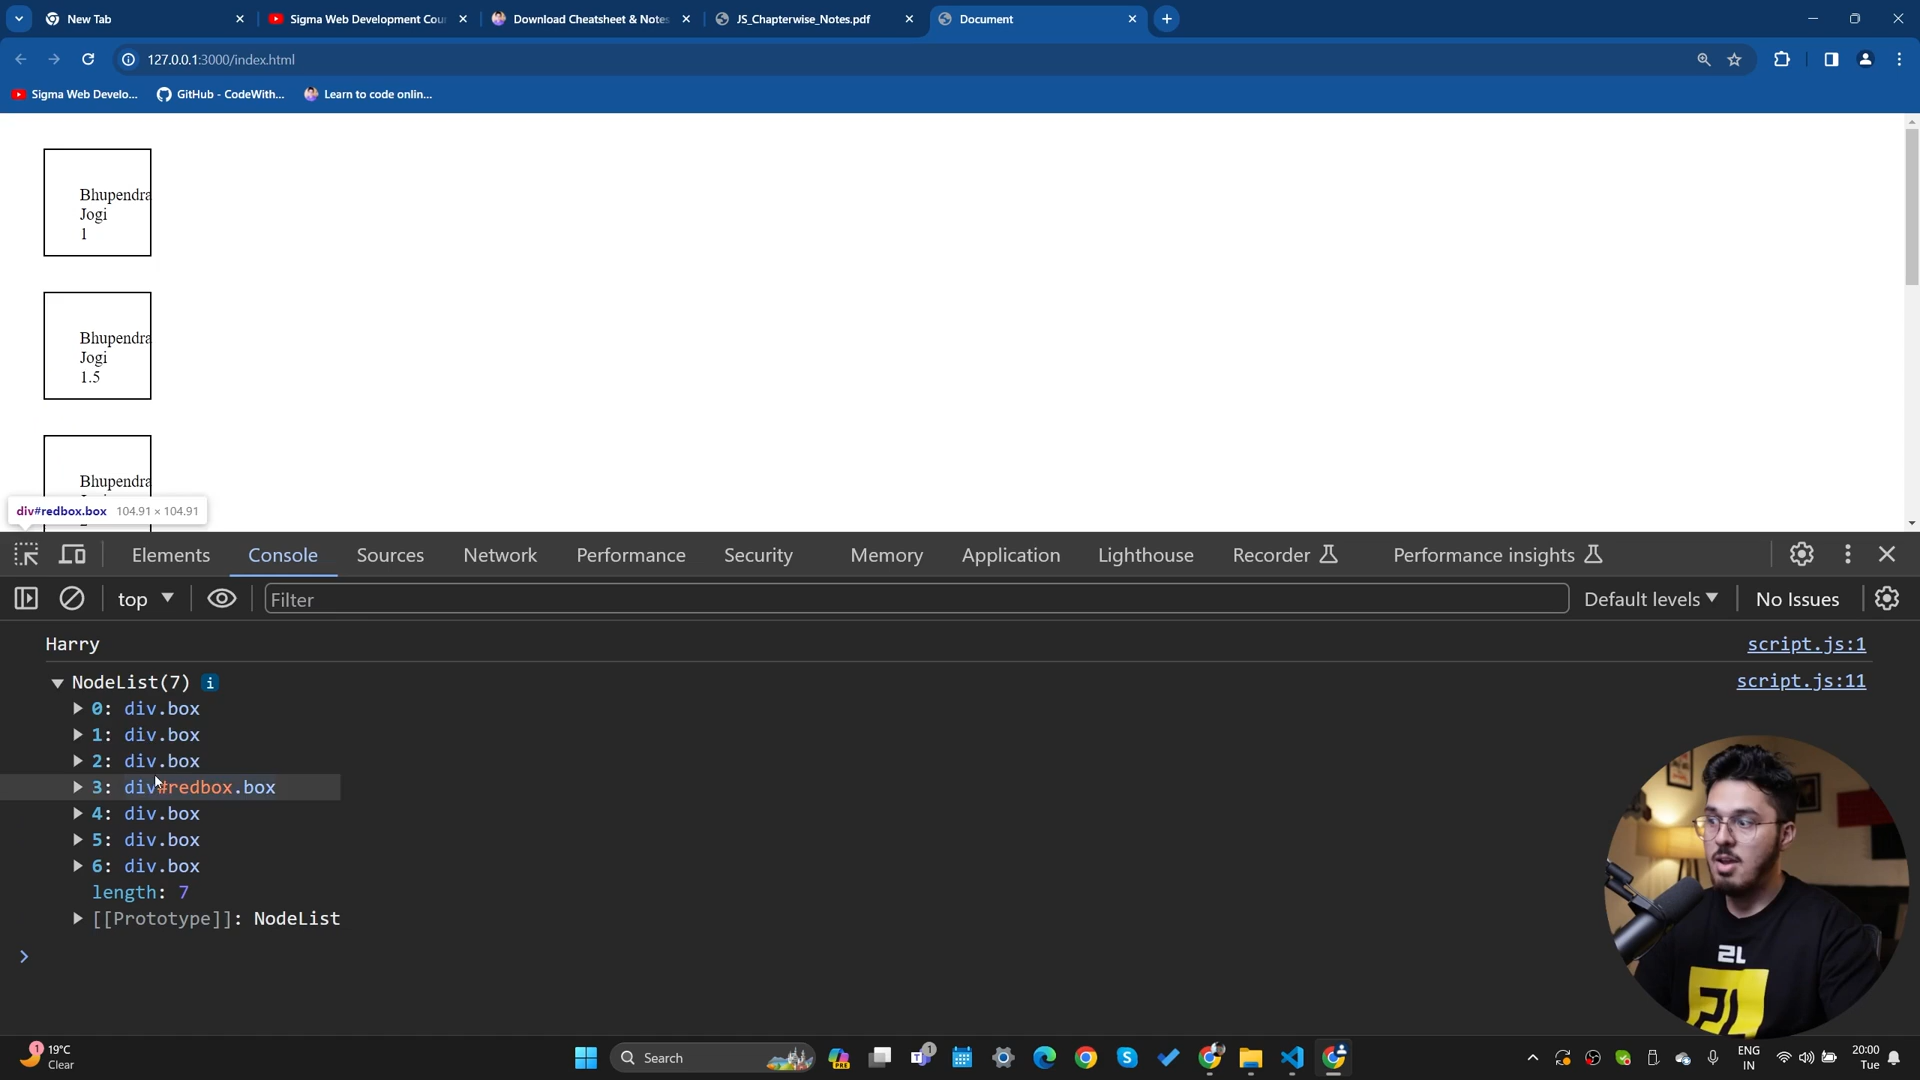 New Tab
Sigma Web Development Cou
Download Cheatsheet & Notes
JS_Chapterwise_Notes.pdf
Document
127.0.0.1:3000/index.html
Sigma Web Develo...
GitHub - CodeWith...
Learn to code onlin...
Bhupendra
Jogi
1
Bhupendra
Jogi
1.5
Bhupendra
div#redbox.box 104.91 × 104.91
Elements
Console
Sources
Network
Performance
Security
Memory
Application
Lighthouse
Recorder
Performance insights
top
Filter
Default levels
No Issues
Harry
script.js:1
NodeList(7) i
script.js:11
0: div.box
1: div.box
2: div.box
3: div#redbox.box
4: div.box
5: div.box
6: div.box
length: 7
[[Prototype]]: NodeList
1
19°C
Clear
Search
PRE
1
ENG
IN
20:00
Tue